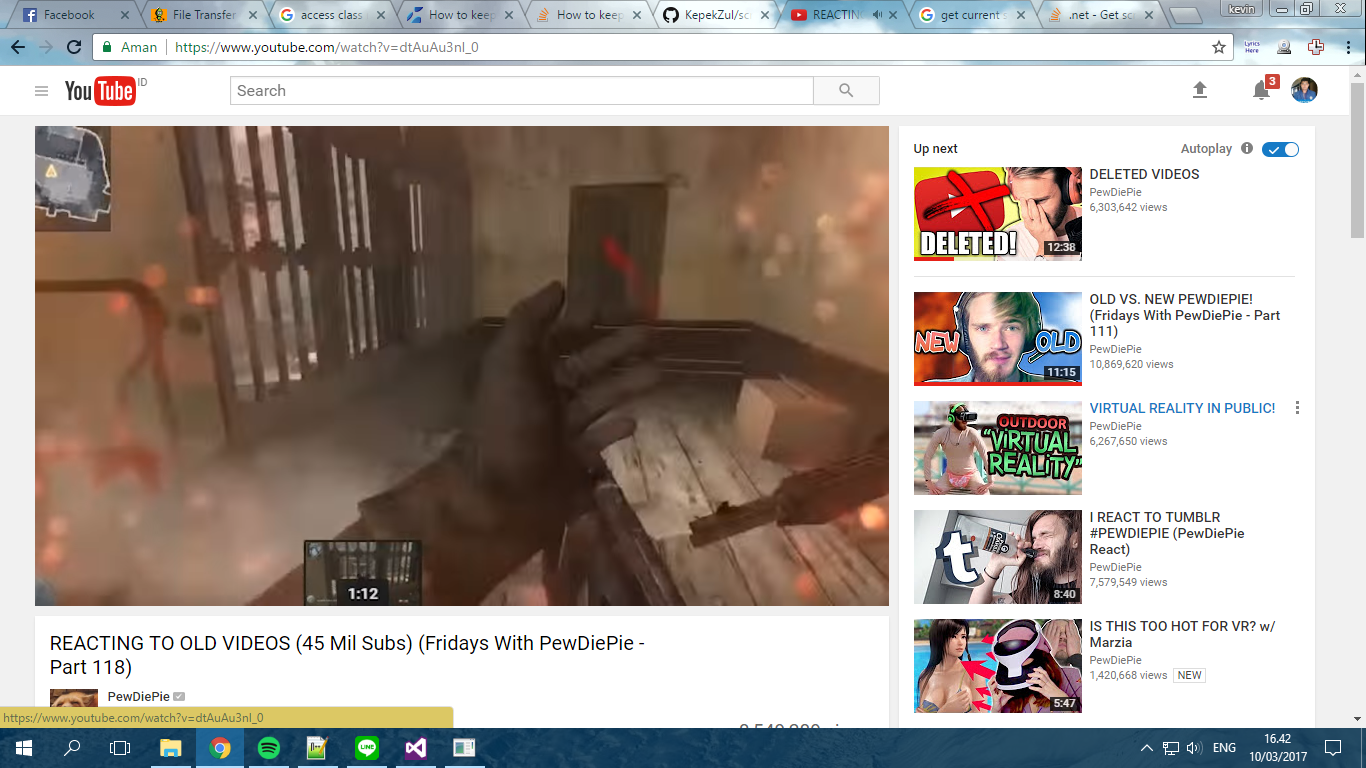 Facebook
File Transfer
access class
How to keep
How to keep
KepekZul/sc
REACTING
get current s
.net - Get sc
kevin
Aman
https://www.youtube.com/watch?v=dtAuAu3nl_0
Lyrics Here
YouTube ID
Search
3
Up next
Autoplay
DELETED!
12:38
DELETED VIDEOS
PewDiePie
6,303,642 views
NEW
OLD
11:15
OLD VS. NEW PEWDIEPIE!
(Fridays With PewDiePie - Part
111)
PewDiePie
10,869,620 views
OUTDOOR
"VIRTUAL
REALITY"
VIRTUAL REALITY IN PUBLIC!
PewDiePie
6,267,650 views
t
8:40
I REACT TO TUMBLR
#PEWDIEPIE (PewDiePie
React)
PewDiePie
7,579,549 views
5:47
IS THIS TOO HOT FOR VR? w/
Marzia
PewDiePie
1,420,668 views NEW
1:12
REACTING TO OLD VIDEOS (45 Mil Subs) (Fridays With PewDiePie -
Part 118)
PewDiePie
https://www.youtube.com/watch?v=dtAuAu3nl_0
LINE
ENG
16.42
10/03/2017